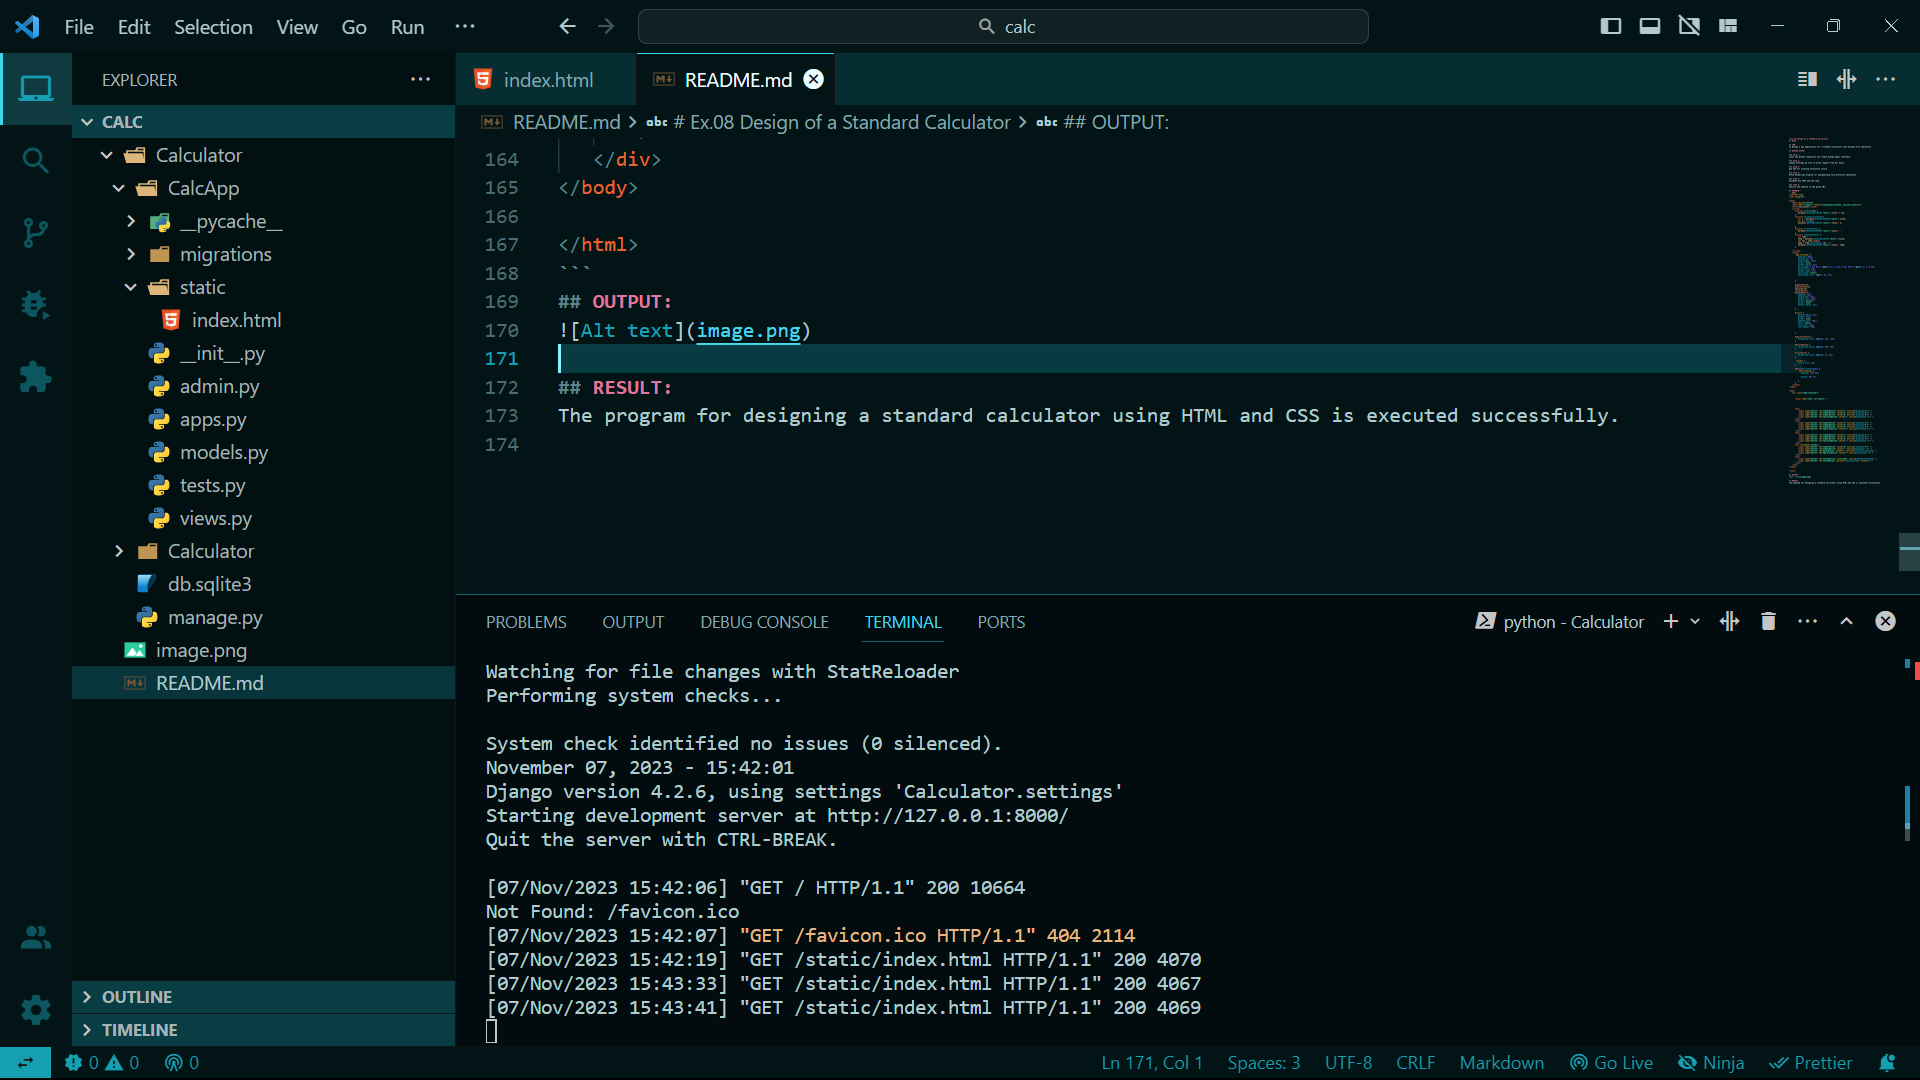 File Edit Selection View Go Run ...
calc
EXPLORER
CALC
Calculator
CalcApp
__pycache__
migrations
static
index.html
__init__.py
admin.py
apps.py
models.py
tests.py
views.py
Calculator
db.sqlite3
manage.py
image.png
README.md
OUTLINE
TIMELINE
index.html README.md
README.md > abc # Ex.08 Design of a Standard Calculator > abc ## OUTPUT:
164 </div>
165 </body>
166
167 </html>
168 ```
169 ## OUTPUT:
170 ![Alt text](image.png)
171
172 ## RESULT:
173 The program for designing a standard calculator using HTML and CSS is executed successfully.
174
PROBLEMS OUTPUT DEBUG CONSOLE TERMINAL PORTS
python - Calculator
Watching for file changes with StatReloader
Performing system checks...
System check identified no issues (0 silenced).
November 07, 2023 - 15:42:01
Django version 4.2.6, using settings 'Calculator.settings'
Starting development server at http://127.0.0.1:8000/
Quit the server with CTRL-BREAK.
[07/Nov/2023 15:42:06] "GET / HTTP/1.1" 200 10664
Not Found: /favicon.ico
[07/Nov/2023 15:42:07] "GET /favicon.ico HTTP/1.1" 404 2114
[07/Nov/2023 15:42:19] "GET /static/index.html HTTP/1.1" 200 4070
[07/Nov/2023 15:43:33] "GET /static/index.html HTTP/1.1" 200 4067
[07/Nov/2023 15:43:41] "GET /static/index.html HTTP/1.1" 200 4069
0 0 0
Ln 171, Col 1 Spaces: 3 UTF-8 CRLF Markdown Go Live Ninja Prettier